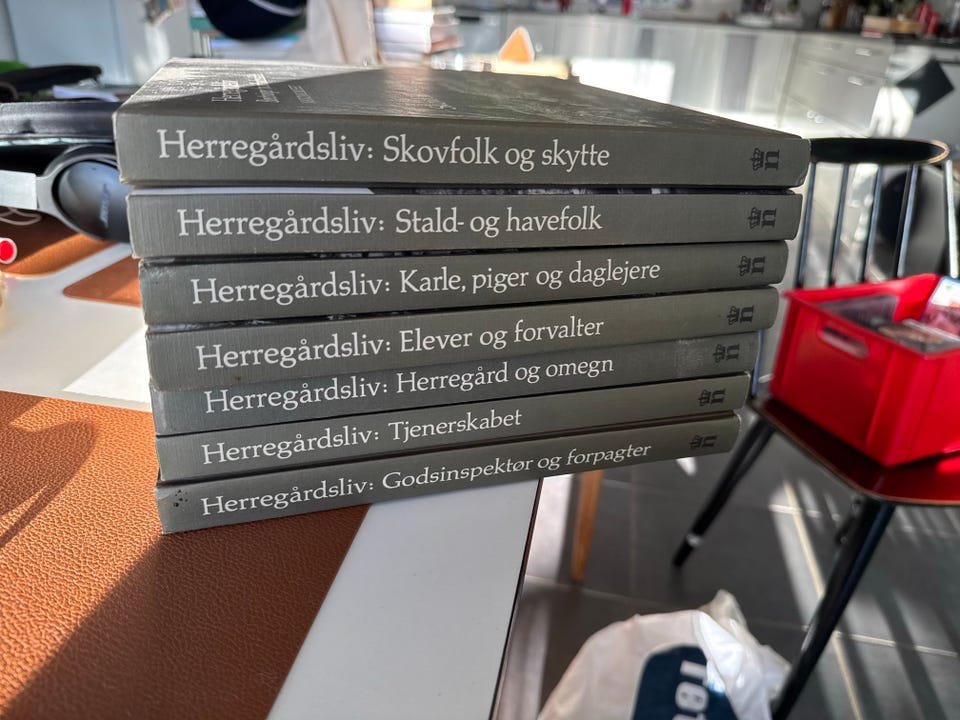 Herregårdsliv: Skovfolk og skytte n
Herregårdsliv: Stald- og havefolk n
Herregårdsliv: Karle, piger og daglejere n
Herregårdsliv: Elever og forvalter n
Herregårdsliv: Herregård og omegn n
Herregårdsliv: Tjenerskabet n
Herregårdsliv: Godsinspektør og forpagter n